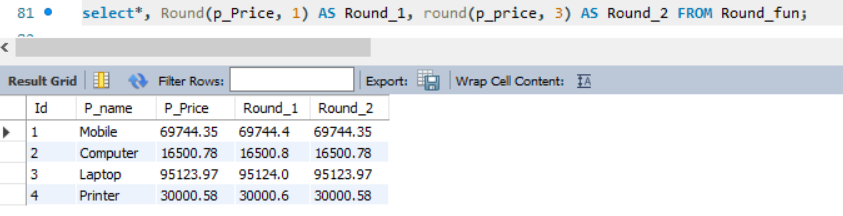 81 select*, Round(p_Price, 1) AS Round_1, round(p_price, 3) AS Round_2 FROM Round_fun;
Result Grid Filter Rows: Export: Wrap Cell Content: IA
Id P_name P_Price Round_1 Round_2
1 Mobile 69744.35 69744.4 69744.35
2 Computer 16500.78 16500.8 16500.78
3 Laptop 95123.97 95124.0 95123.97
4 Printer 30000.58 30000.6 30000.58